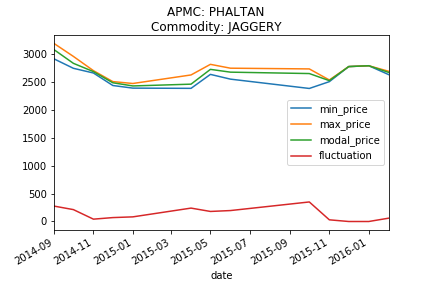 APMC: PHALTAN
Commodity: JAGGERY
3000
2500
2000
1500
1000
500
0
min_price
max_price
modal_price
fluctuation
2014-09
2014-11
2015-01
2015-03
2015-05
2015-07
2015-09
2015-11
2016-01
date